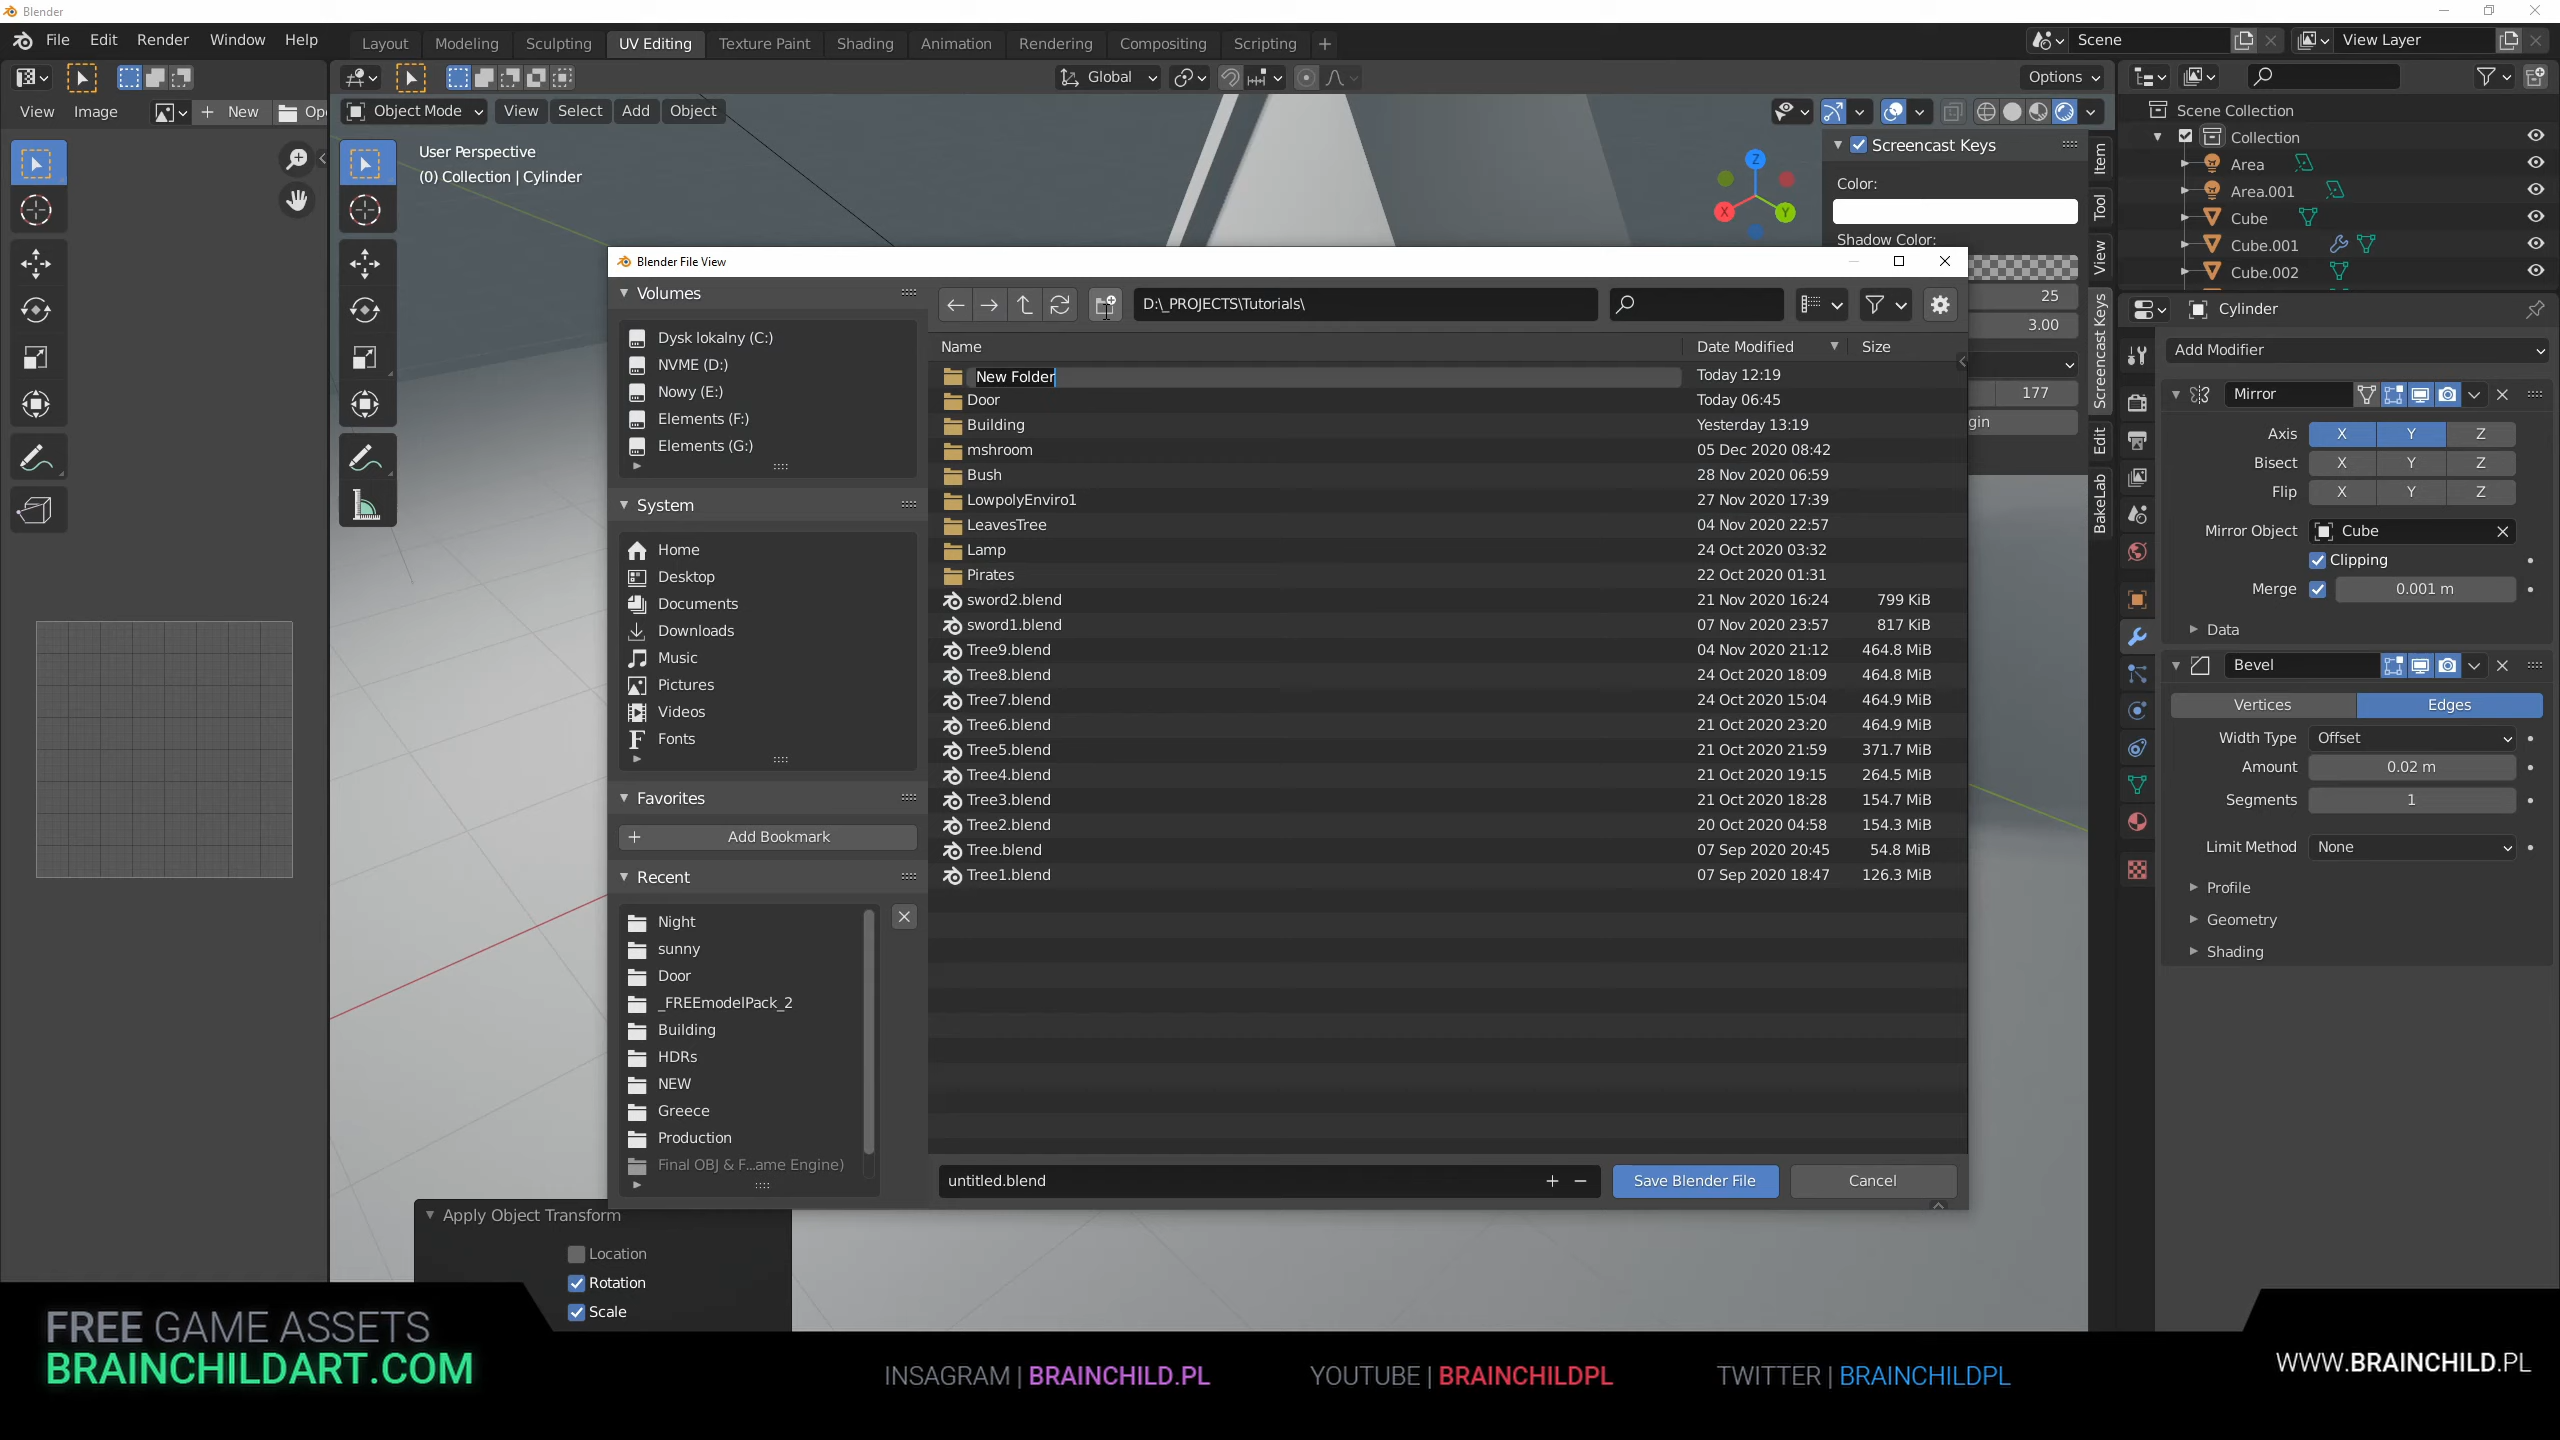 Blender
File Edit Render Window Help Layout Modeling Sculpting UV Editing Texture Paint Shading Animation Rendering Compositing Scripting + Scene View Layer
Global Options
View Image + New Op
Object Mode View Select Add Object
User Perspective
(0) Collection | Cylinder
Z
X
Y
Screencast Keys
Color:
Shadow Color:
25
3.00
177
gin
Item
Tool
View
Screencast Keys
Edit
BakeLab
Scene Collection
Collection
Area
Area.001
Cube
Cube.001
Cube.002
Cylinder
Add Modifier
Mirror
Axis X Y Z
Bisect X Y Z
Flip X Y Z
Mirror Object Cube
Clipping
Merge 0.001 m
Data
Bevel
Vertices Edges
Width Type Offset
Amount 0.02 m
Segments 1
Limit Method None
Profile
Geometry
Shading
Blender File View
Volumes
Dysk lokalny (C:)
NVME (D:)
Nowy (E:)
Elements (F:)
Elements (G:)
System
Home
Desktop
Documents
Downloads
Music
Pictures
Videos
Fonts
Favorites
+ Add Bookmark
Recent
Night
sunny
Door
_FREEmodelPack_2
Building
HDRs
NEW
Greece
Production
Final OBJ & F...ame Engine)
D:\_PROJECTS\Tutorials\
Name Date Modified Size
New Folder Today 12:19
Door Today 06:45
Building Yesterday 13:19
mshroom 05 Dec 2020 08:42
Bush 28 Nov 2020 06:59
LowpolyEnviro1 27 Nov 2020 17:39
LeavesTree 04 Nov 2020 22:57
Lamp 24 Oct 2020 03:32
Pirates 22 Oct 2020 01:31
sword2.blend 21 Nov 2020 16:24 799 KiB
sword1.blend 07 Nov 2020 23:57 817 KiB
Tree9.blend 04 Nov 2020 21:12 464.8 MiB
Tree8.blend 24 Oct 2020 18:09 464.8 MiB
Tree7.blend 24 Oct 2020 15:04 464.9 MiB
Tree6.blend 21 Oct 2020 23:20 464.9 MiB
Tree5.blend 21 Oct 2020 21:59 371.7 MiB
Tree4.blend 21 Oct 2020 19:15 264.5 MiB
Tree3.blend 21 Oct 2020 18:28 154.7 MiB
Tree2.blend 20 Oct 2020 04:58 154.3 MiB
Tree.blend 07 Sep 2020 20:45 54.8 MiB
Tree1.blend 07 Sep 2020 18:47 126.3 MiB
untitled.blend + − Save Blender File Cancel
Apply Object Transform
Location
Rotation
Scale
FREE GAME ASSETS
BRAINCHILDART.COM
INSAGRAM | BRAINCHILD.PL YOUTUBE | BRAINCHILDPL TWITTER | BRAINCHILDPL
WWW.BRAINCHILD.PL